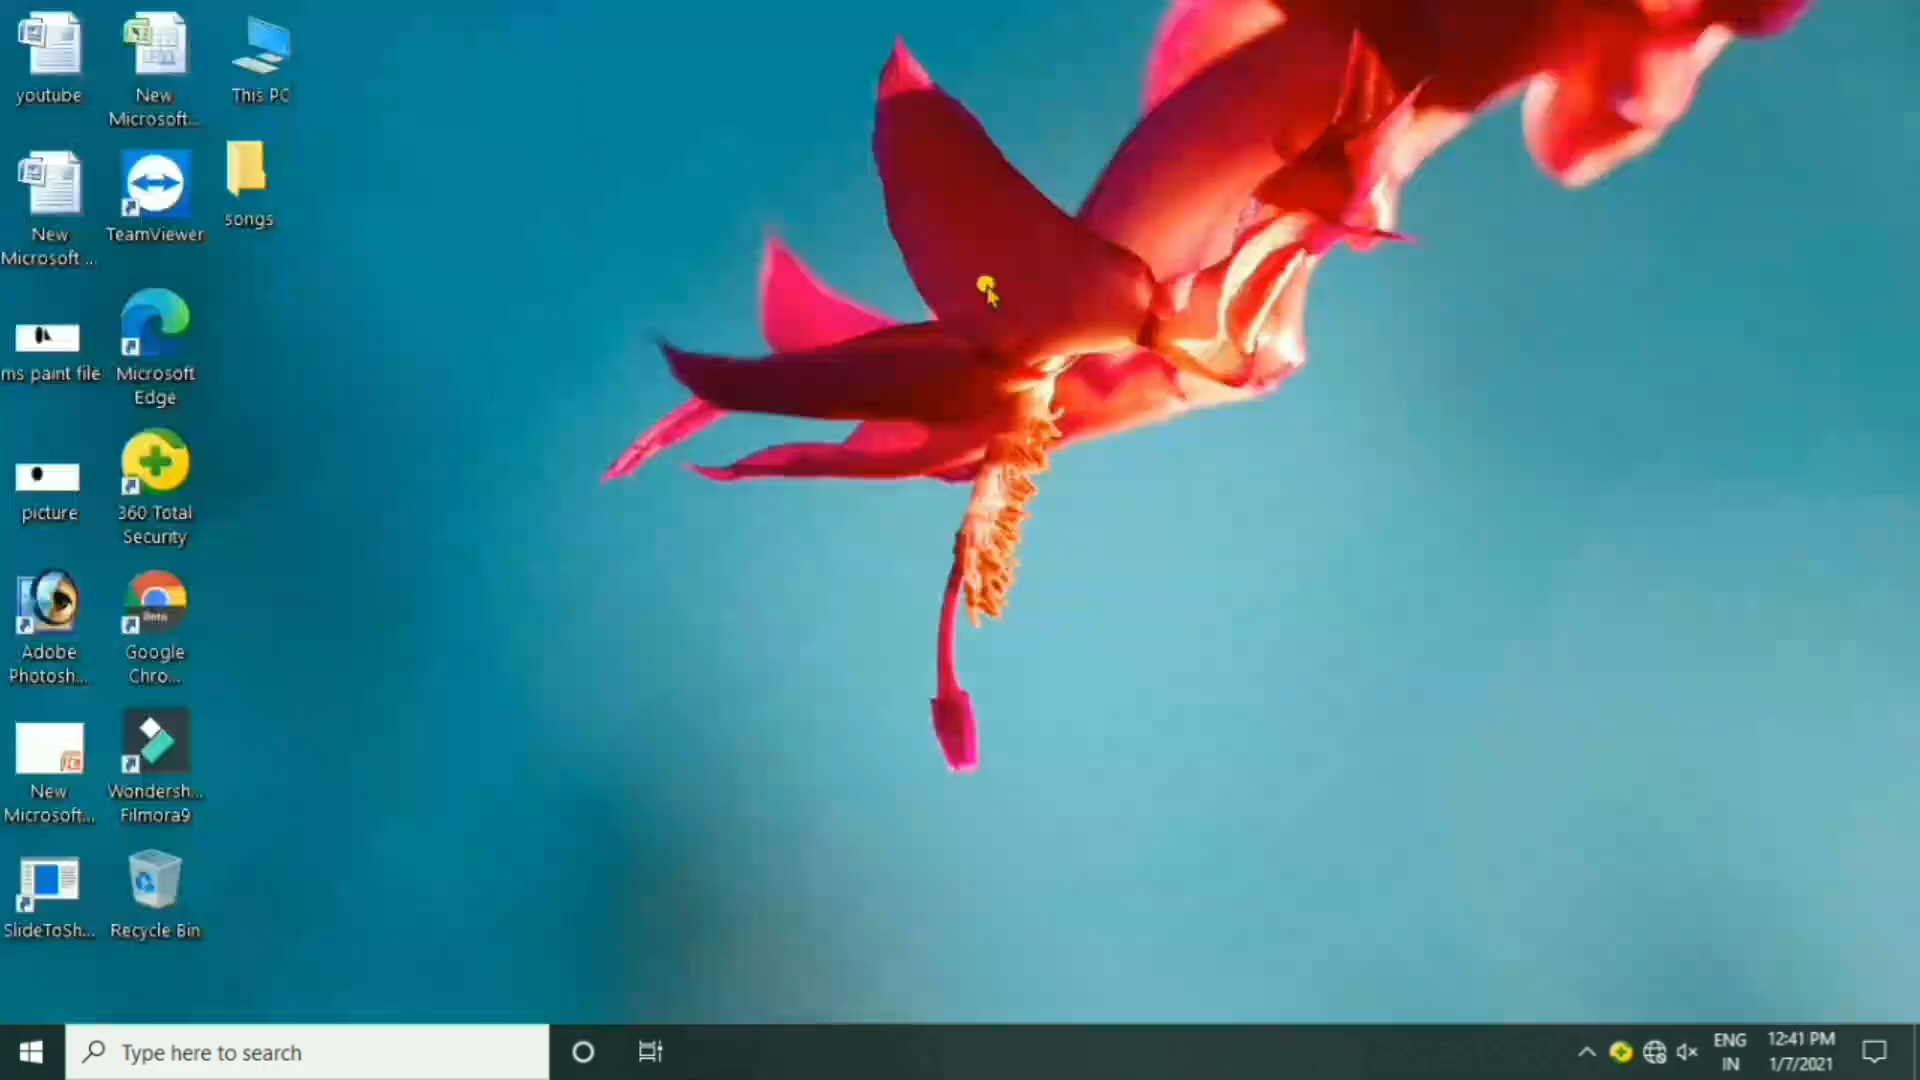 youtube
New
Microsoft...
This PC
New
Microsoft ...
TeamViewer
songs
ms paint file
Microsoft
Edge
picture
360 Total
Security
Adobe
Photosh...
Beta
Google
Chro...
New
Microsoft...
Wondersh...
Filmora9
SlideToSh...
Recycle Bin
Type here to search
ENG
IN
12:41 PM
1/7/2021